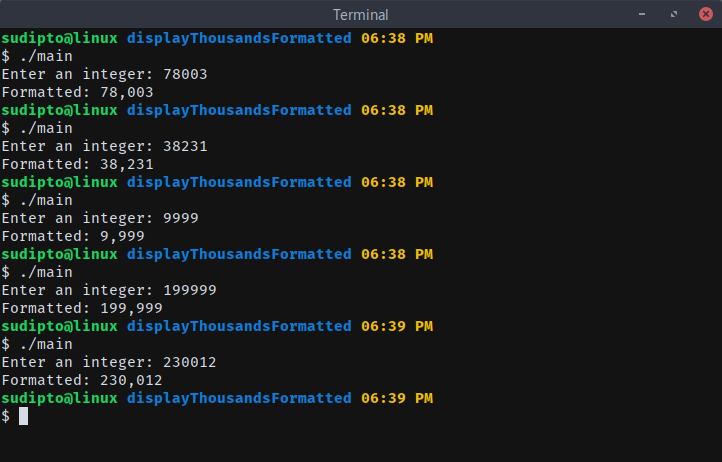 Terminal
sudipto@linux displayThousandsFormatted 06:38 PM
$ ./main
Enter an integer: 78003
Formatted: 78,003
sudipto@linux displayThousandsFormatted 06:38 PM
$ ./main
Enter an integer: 38231
Formatted: 38,231
sudipto@linux displayThousandsFormatted 06:38 PM
$ ./main
Enter an integer: 9999
Formatted: 9,999
sudipto@linux displayThousandsFormatted 06:38 PM
$ ./main
Enter an integer: 199999
Formatted: 199,999
sudipto@linux displayThousandsFormatted 06:39 PM
$ ./main
Enter an integer: 230012
Formatted: 230,012
sudipto@linux displayThousandsFormatted 06:39 PM
$